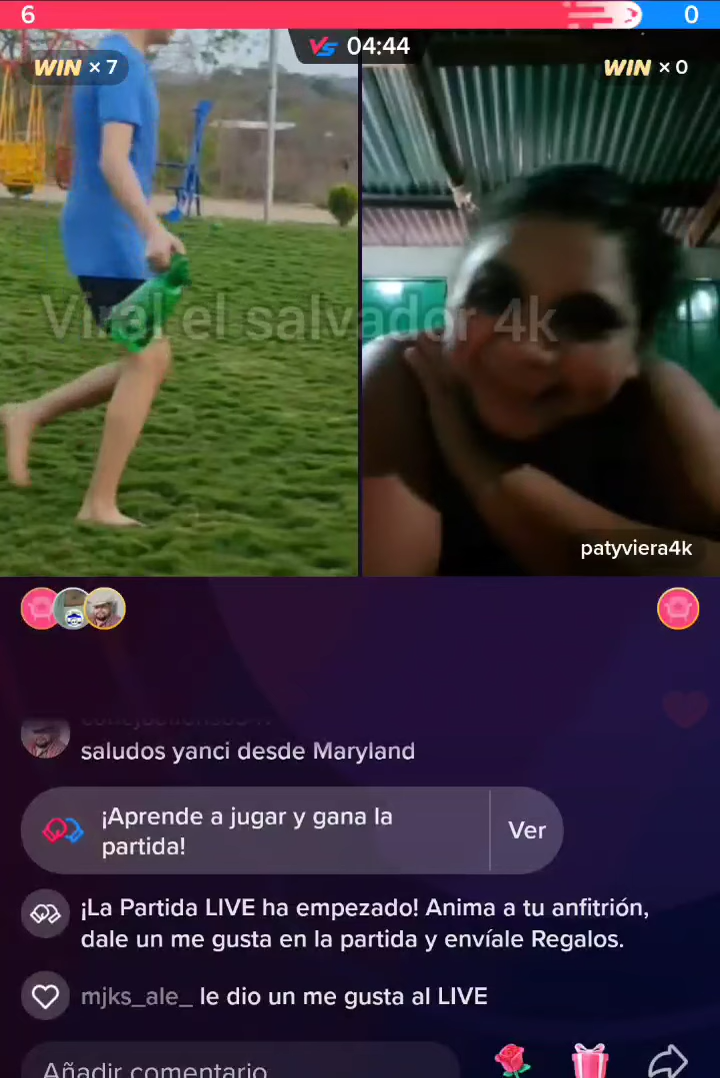 6
0
VS 04:44
WIN × 7
WIN × 0
Viral el salvador 4k
patyviera4k
saludos yanci desde Maryland
¡Aprende a jugar y gana la
partida!
Ver
¡La Partida LIVE ha empezado! Anima a tu anfitrión,
dale un me gusta en la partida y envíale Regalos.
mjks_ale_ le dio un me gusta al LIVE
Añadir comentario